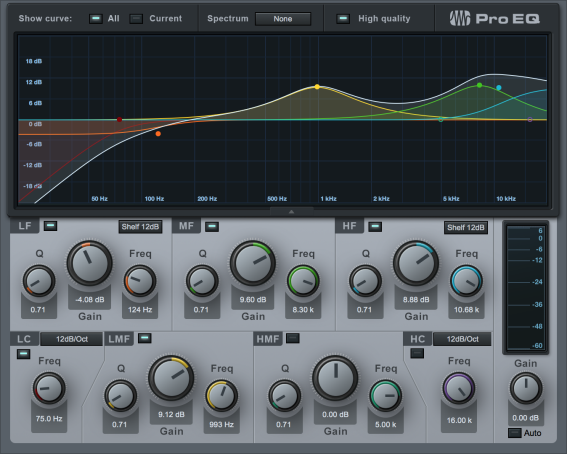 Show curve: All Current Spectrum None High quality Pro EQ
18 dB
12 dB
6 dB
0 dB
-6 dB
-12 dB
-18 dB
50 Hz 100 Hz 200 Hz 500 Hz 1 kHz 2 kHz 5 kHz 10 kHz
LF Shelf 12dB MF HF Shelf 12dB
Q Freq Q Freq Q Freq
0.71 -4.08 dB 124 Hz 0.71 9.60 dB 8.30 k 0.71 8.88 dB 10.68 k
Gain Gain Gain
6
0
-6
-12
-24
-36
-48
-60
LC 12dB/Oct LMF HMF HC 12dB/Oct
Freq Q Freq Q Freq Freq Gain
75.0 Hz 0.71 9.12 dB 993 Hz 0.71 0.00 dB 5.00 k 16.00 k 0.00 dB
Gain Gain Auto